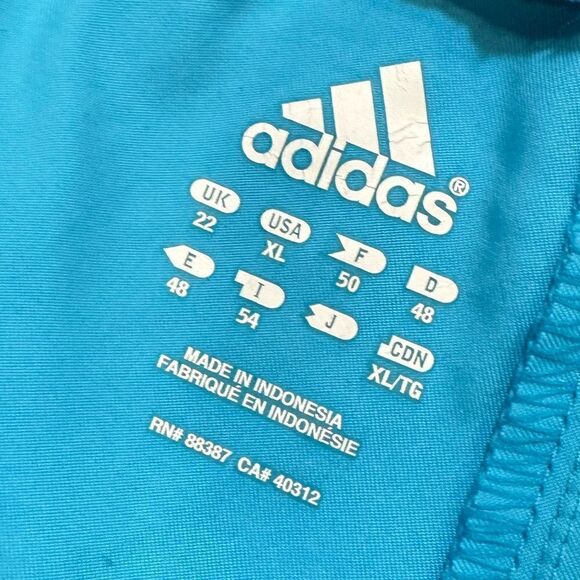 adidas®
UK USA F D
22 XL 50 48
E I J CDN
48 54 XL/TG
MADE IN INDONESIA
FABRIQUÉ EN INDONÉSIE
RN# 88387 CA# 40312